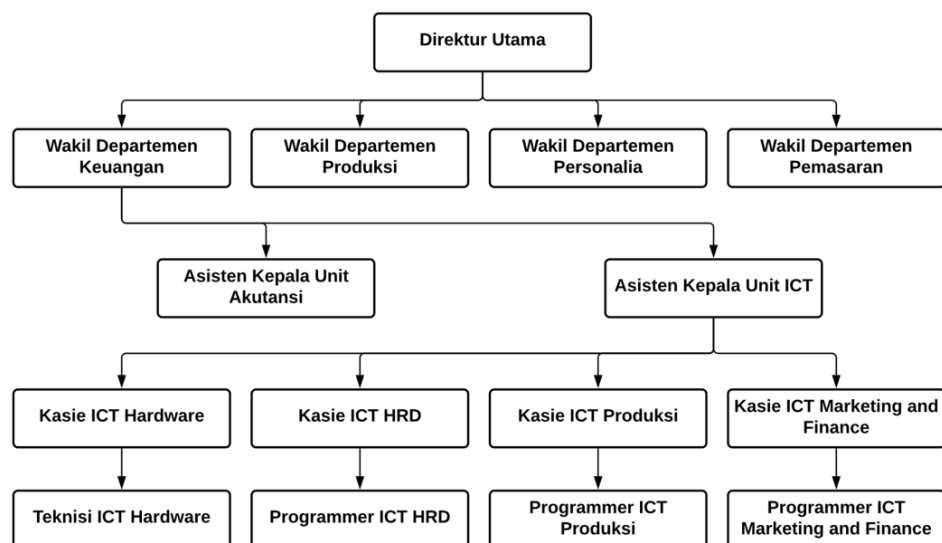 Direktur Utama
Wakil Departemen
Keuangan
Wakil Departemen
Produksi
Wakil Departemen
Personalia
Wakil Departemen
Pemasaran
Asisten Kepala Unit
Akutansi
Asisten Kepala Unit ICT
Kasie ICT Hardware
Kasie ICT HRD
Kasie ICT Produksi
Kasie ICT Marketing and
Finance
Teknisi ICT Hardware
Programmer ICT HRD
Programmer ICT
Produksi
Programmer ICT
Marketing and Finance